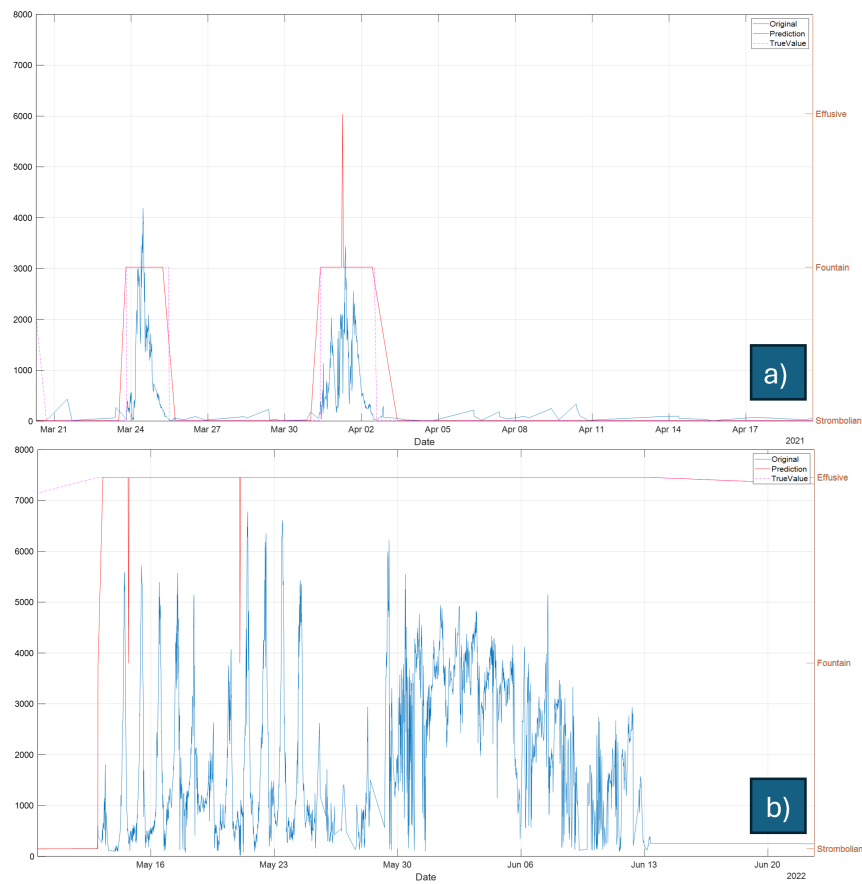 8000
Original
Prediction
TrueValue
7000
6000
Effusive
5000
4000
3000
Fountain
2000
1000
a)
0
Strombolian
Mar 21
Mar 24
Mar 27
Mar 30
Apr 02
Apr 05
Apr 08
Apr 11
Apr 14
Apr 17
Date
2021
8000
Original
Prediction
TrueValue
Effusive
7000
6000
5000
4000
Fountain
3000
2000
1000
b)
0
Strombolian
May 16
May 23
May 30
Jun 06
Jun 13
Jun 20
Date
2022